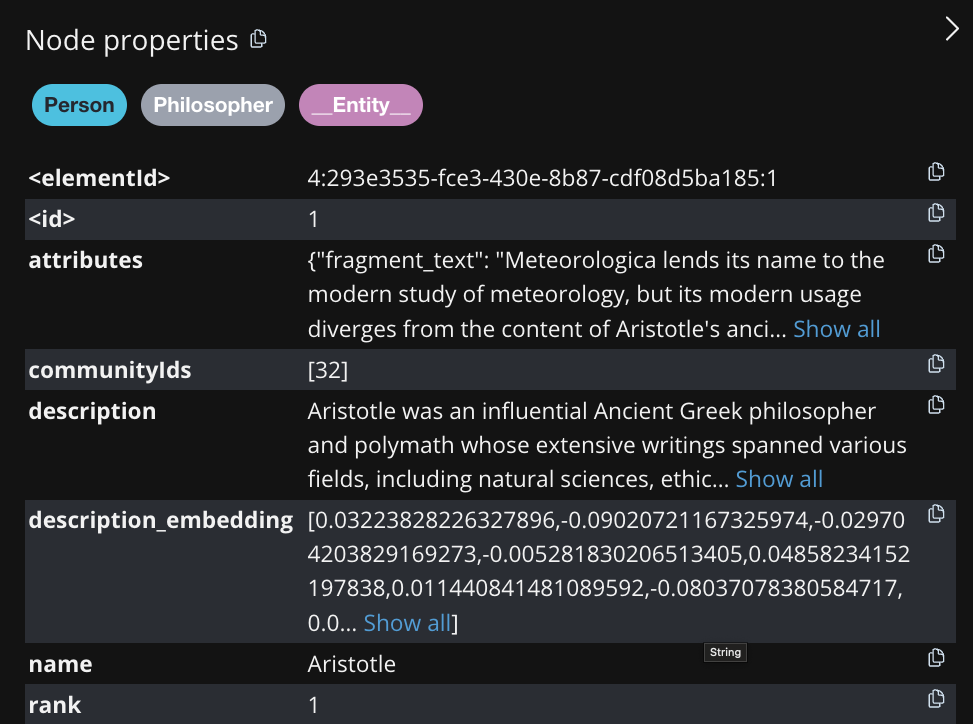 Node properties
Person Philosopher __Entity__
<elementId> 4:293e3535-fce3-430e-8b87-cdf08d5ba185:1
<id> 1
attributes {"fragment_text": "Meteorologica lends its name to the
modern study of meteorology, but its modern usage
diverges from the content of Aristotle's anci... Show all
communityIds [32]
description Aristotle was an influential Ancient Greek philosopher
and polymath whose extensive writings spanned various
fields, including natural sciences, ethic... Show all
description_embedding [0.03223828226327896,-0.09020721167325974,-0.02970
4203829169273,-0.005281830206513405,0.04858234152
197838,0.011440841481089592,-0.08037078380584717,
0.0... Show all]
String
name Aristotle
rank 1